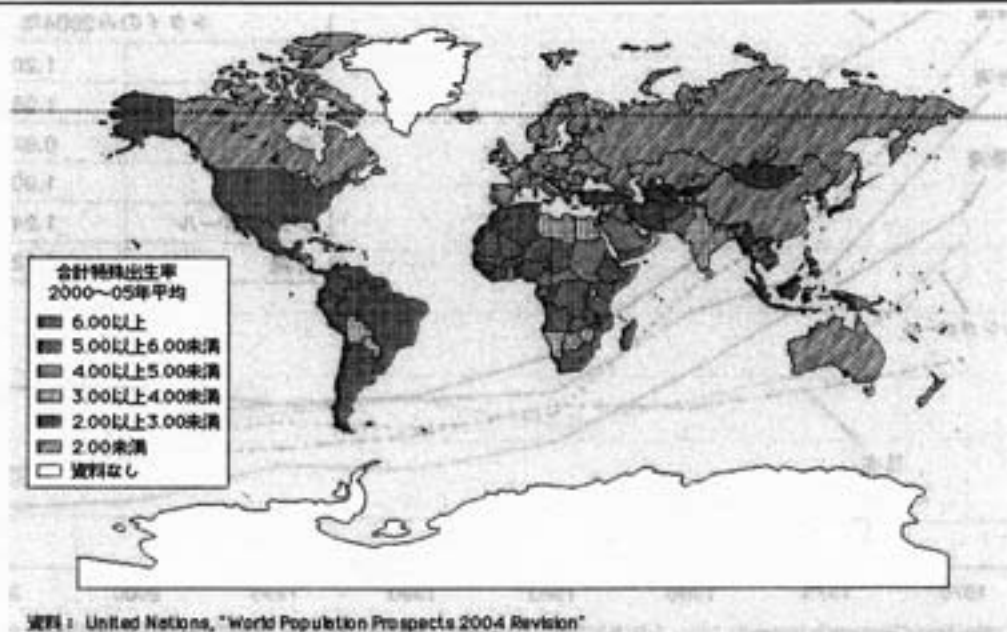 合計特殊出生率
2000～05年平均
6.00以上
5.00以上6.00未満
4.00以上5.00未満
3.00以上4.00未満
2.00以上3.00未満
2.00未満
資料なし
資料： United Nations, "World Population Prospects 2004 Revision"